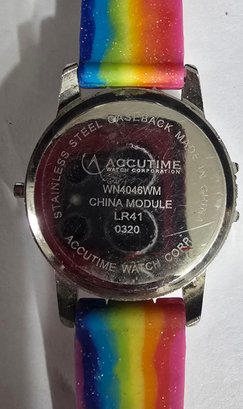 STAINLESS STEEL CASEBACK MADE IN CHINA
ACCUTIME
WATCH CORPORATION
WN4046WM
CHINA MODULE
LR41
0320
ACCUTIME WATCH CORP.